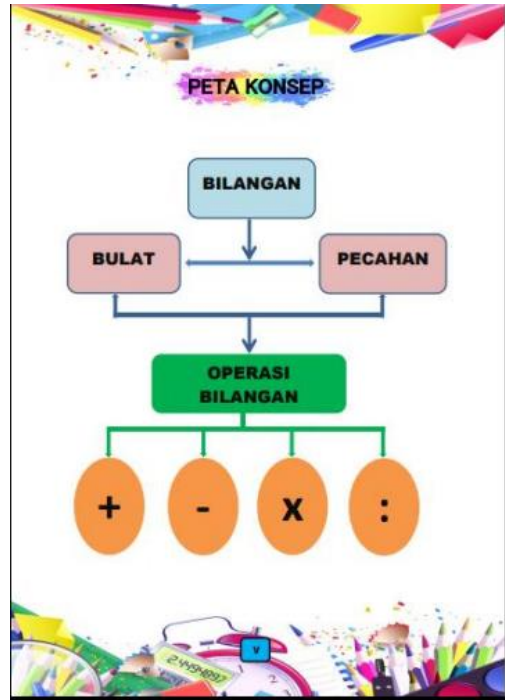 PETA KONSEP
BILANGAN
BULAT
PECAHAN
OPERASI
BILANGAN
+
-
X
:
v